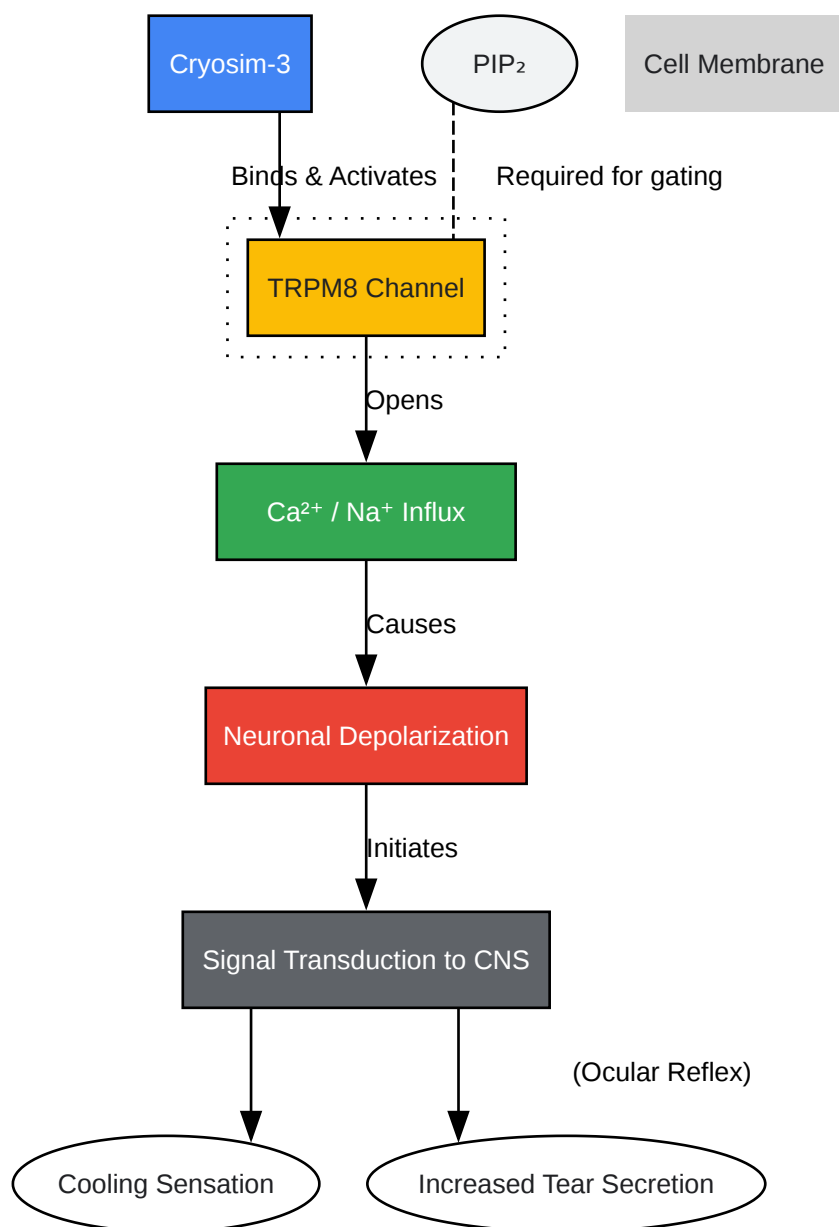 Cryosim-3
PIP₂
Cell Membrane
Binds & Activates
Required for gating
TRPM8 Channel
Opens
Ca²⁺ / Na⁺ Influx
Causes
Neuronal Depolarization
Initiates
Signal Transduction to CNS
(Ocular Reflex)
Cooling Sensation
Increased Tear Secretion